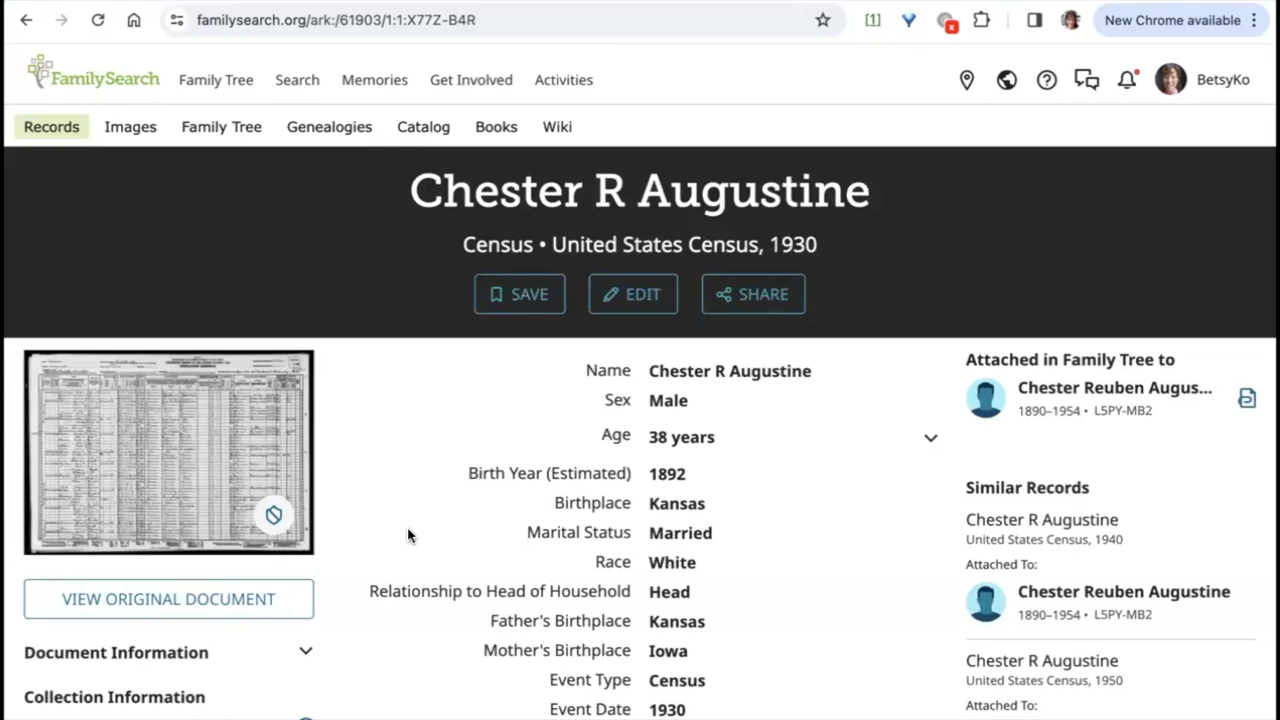 familysearch.org/ark:/61903/1:1:X77Z-B4R
[1]
New Chrome available
FamilySearch
Family Tree
Search
Memories
Get Involved
Activities
BetsyKo
Records
Images
Family Tree
Genealogies
Catalog
Books
Wiki
Chester R Augustine
Census • United States Census, 1930
SAVE
EDIT
SHARE
VIEW ORIGINAL DOCUMENT
Document Information
Collection Information
Name Chester R Augustine
Sex Male
Age 38 years
Birth Year (Estimated) 1892
Birthplace Kansas
Marital Status Married
Race White
Relationship to Head of Household Head
Father's Birthplace Kansas
Mother's Birthplace Iowa
Event Type Census
Event Date 1930
Attached in Family Tree to
Chester Reuben Augus...
1890–1954 • L5PY-MB2
Similar Records
Chester R Augustine
United States Census, 1940
Attached To:
Chester Reuben Augustine
1890–1954 • L5PY-MB2
Chester R Augustine
United States Census, 1950
Attached To: